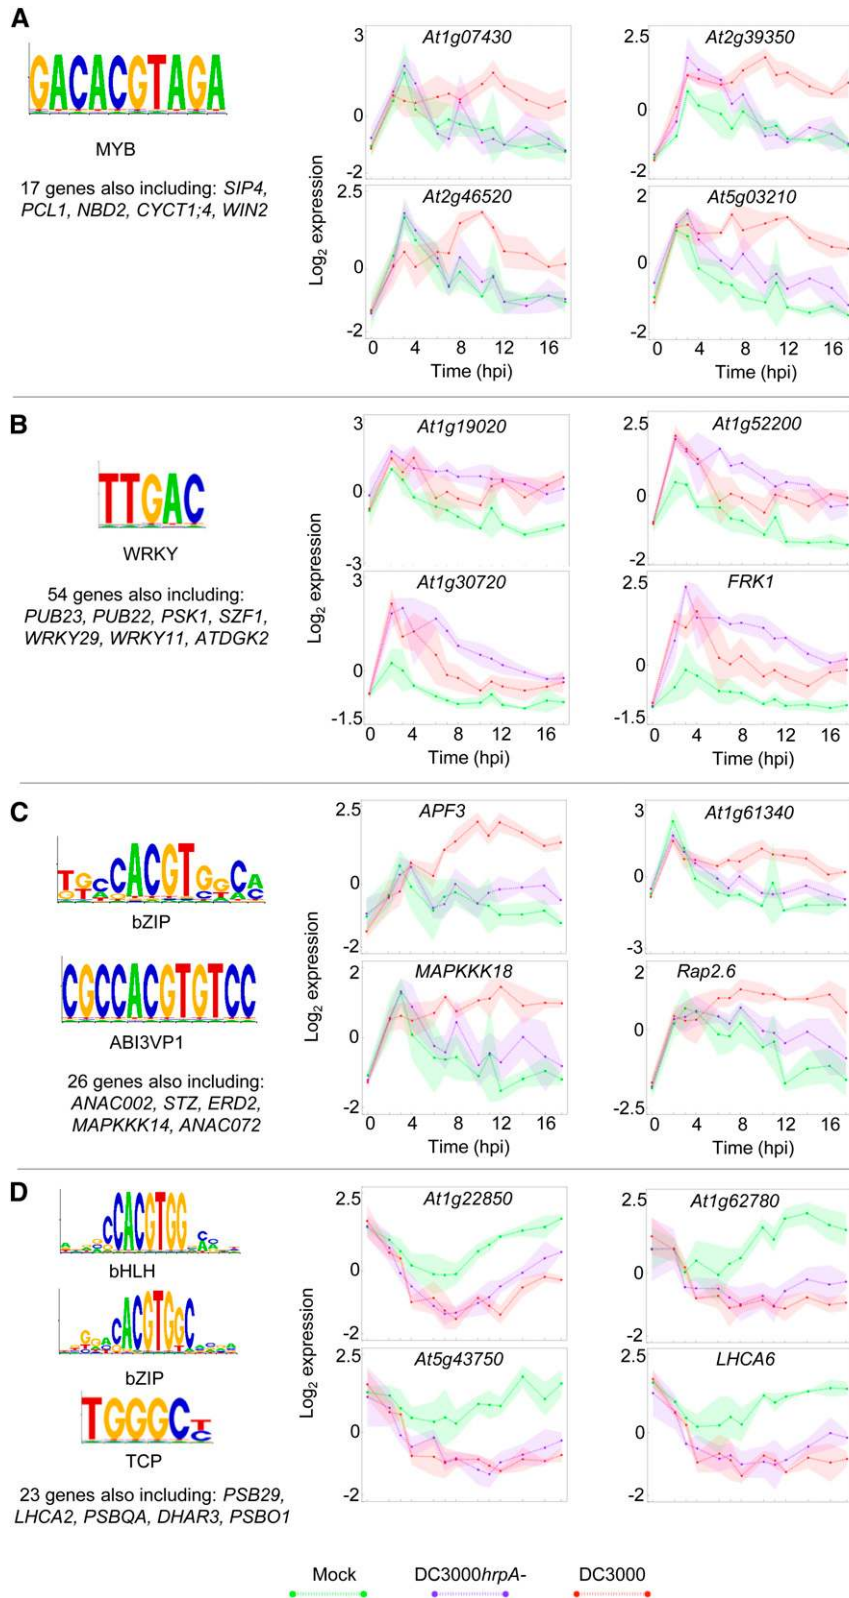 A
GACACGTAGA
MYB
17 genes also including: SIP4,
PCL1, NBD2, CYCT1;4, WIN2
Log2 expression
At1g07430
3
0
-2
At2g39350
2.5
0
-2
At2g46520
2.5
0
-2
At5g03210
2.5
0
-2
0 4 8 12 16
Time (hpi)
0 4 8 12 16
Time (hpi)
B
TTGAC
WRKY
54 genes also including:
PUB23, PUB22, PSK1, SZF1,
WRKY29, WRKY11, ATDGK2
Log2 expression
At1g19020
3
0
-3
At1g52200
2.5
0
-2
At1g30720
2.5
0
-1.5
FRK1
2.5
0
-1.5
0 4 8 12 16
Time (hpi)
0 4 8 12 16
Time (hpi)
C
CACGT
bZIP
CGCCACGTGTCC
ABI3VP1
26 genes also including:
ANAC002, STZ, ERD2,
MAPKKK14, ANAC072
Log2 expression
APF3
2.5
0
-2
At1g61340
3
0
-3
MAPKKK18
2
0
-2
Rap2.6
2
0
-2.5
0 4 8 12 16
Time (hpi)
0 4 8 12 16
Time (hpi)
D
CACGTGG
bHLH
CACGTGGC
bZIP
TGGGC
TCP
23 genes also including: PSB29,
LHCA2, PSBQA, DHAR3, PSBO1
Log2 expression
At1g22850
2.5
0
-2
At1g62780
2.5
0
-2
At5g43750
2.5
0
-2
LHCA6
2.5
0
-2
Mock DC3000hrpA- DC3000